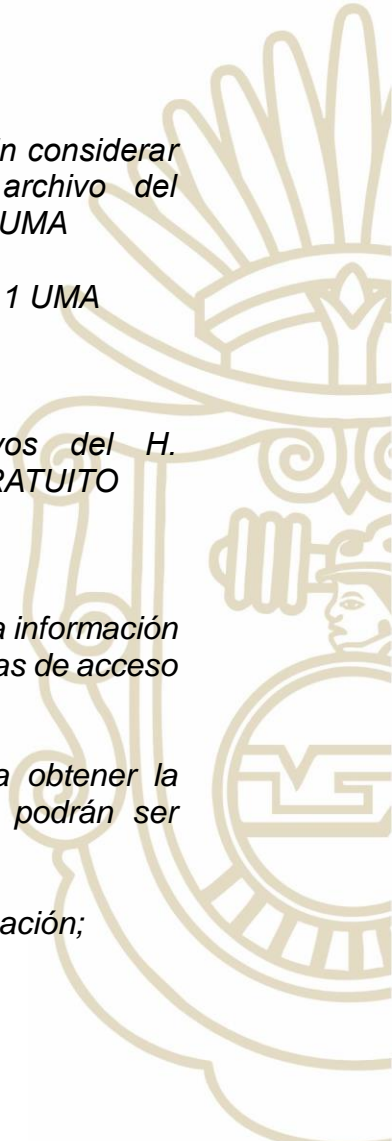 n considerar
archivo del
UMA
1 UMA
vos del H.
RATUITO
a información
as de acceso
a obtener la
podrán ser
ación;